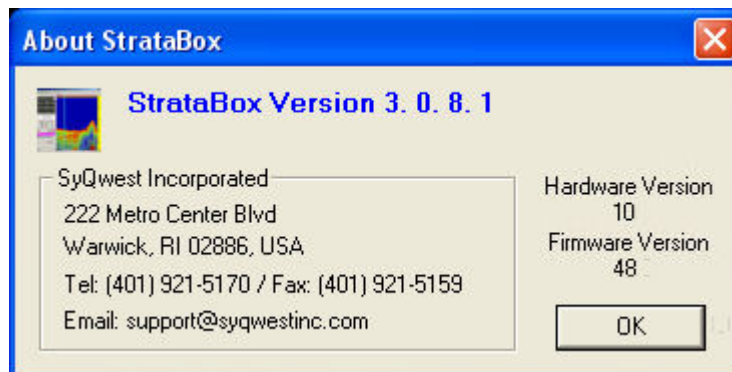 About StrataBox
StrataBox Version 3. 0. 8. 1
SyQwest Incorporated
222 Metro Center Blvd
Warwick, RI 02886, USA
Tel: (401) 921-5170 / Fax: (401) 921-5159
Email: support@syqwestinc.com
Hardware Version
10
Firmware Version
48
OK